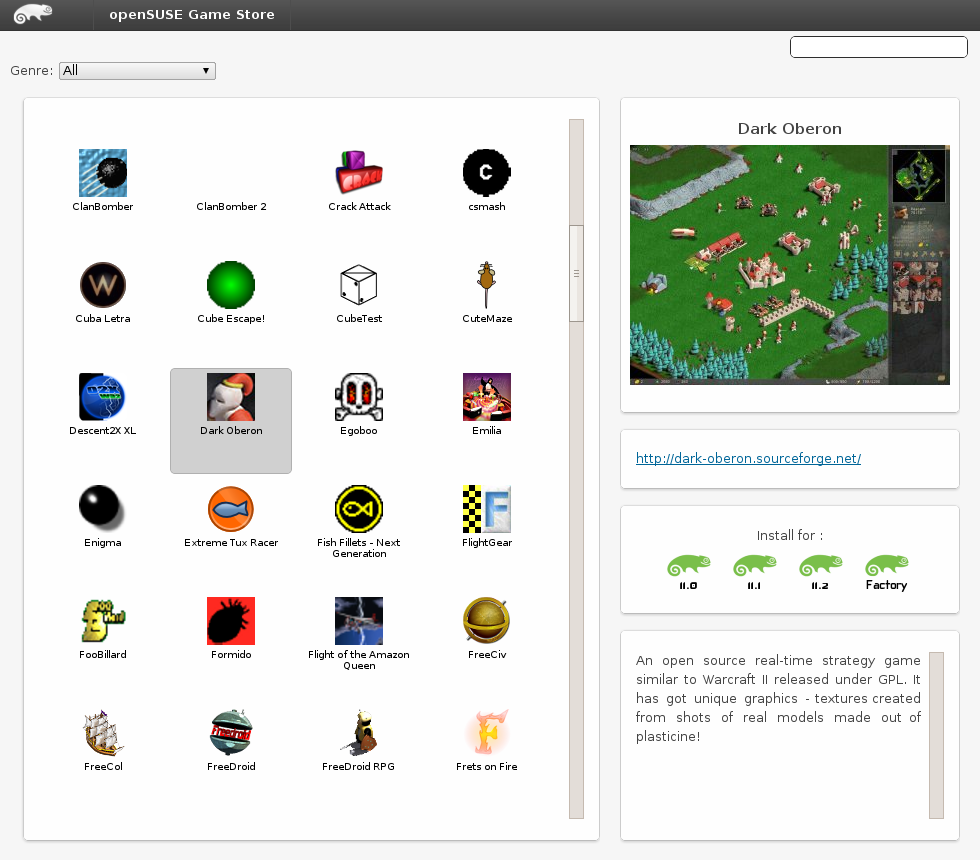 openSUSE Game Store
Genre: All
ClanBomber
ClanBomber 2
Crack Attack
csmash
Cuba Letra
Cube Escape!
CubeTest
CuteMaze
Descent2X XL
Dark Oberon
Egoboo
Emilia
Enigma
Extreme Tux Racer
Fish Fillets - Next
Generation
FlightGear
FooBillard
Formido
Flight of the Amazon
Queen
FreeCiv
FreeCol
FreeDroid
FreeDroid RPG
Frets on Fire
Dark Oberon
http://dark-oberon.sourceforge.net/
Install for :
11.0
11.1
11.2
Factory
An open source real-time strategy game
similar to Warcraft II released under GPL. It
has got unique graphics - textures created
from shots of real models made out of
plasticine!